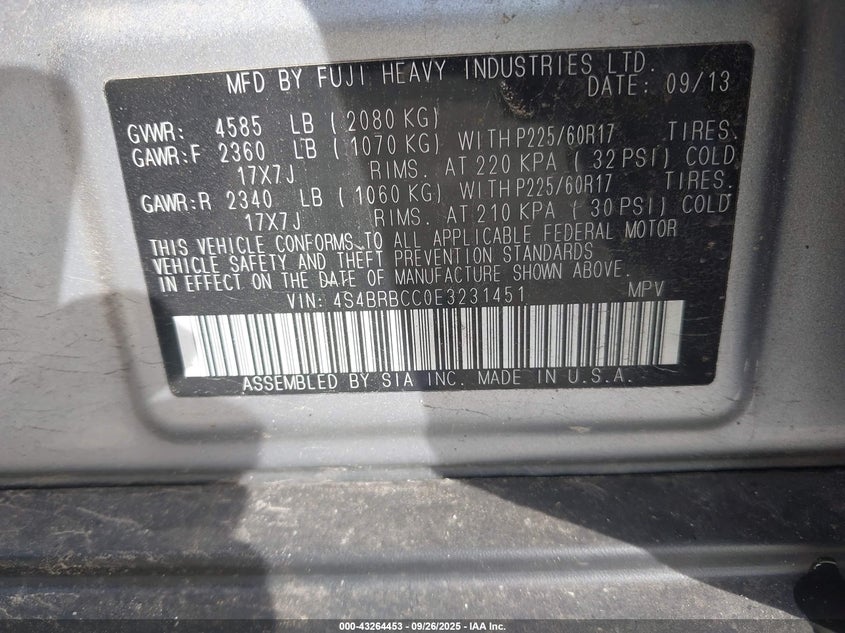 MFD BY FUJI HEAVY INDUSTRIES LTD.
DATE: 09/13
GVWR: 4585 LB ( 2080 KG)
GAWR:F 2360 LB ( 1070 KG) WITH P225/60R17 TIRES.
17X7J RIMS. AT 220 KPA ( 32 PSI) COLD
GAWR:R 2340 LB ( 1060 KG) WITH P225/60R17 TIRES.
17X7J RIMS AT 210 KPA ( 30 PSI) COLD
THIS VEHICLE CONFORMS TO ALL APPLICABLE FEDERAL MOTOR
VEHICLE SAFETY AND THEFT PREVENTION STANDARDS
IN EFFECT ON THE DATE OF MANUFACTURE SHOWN ABOVE.
VIN: 4S4BRBCC0E3231451 MPV
ASSEMBLED BY SIA INC. MADE IN U.S.A.
000-43264453 - 09/26/2025 - IAA Inc.